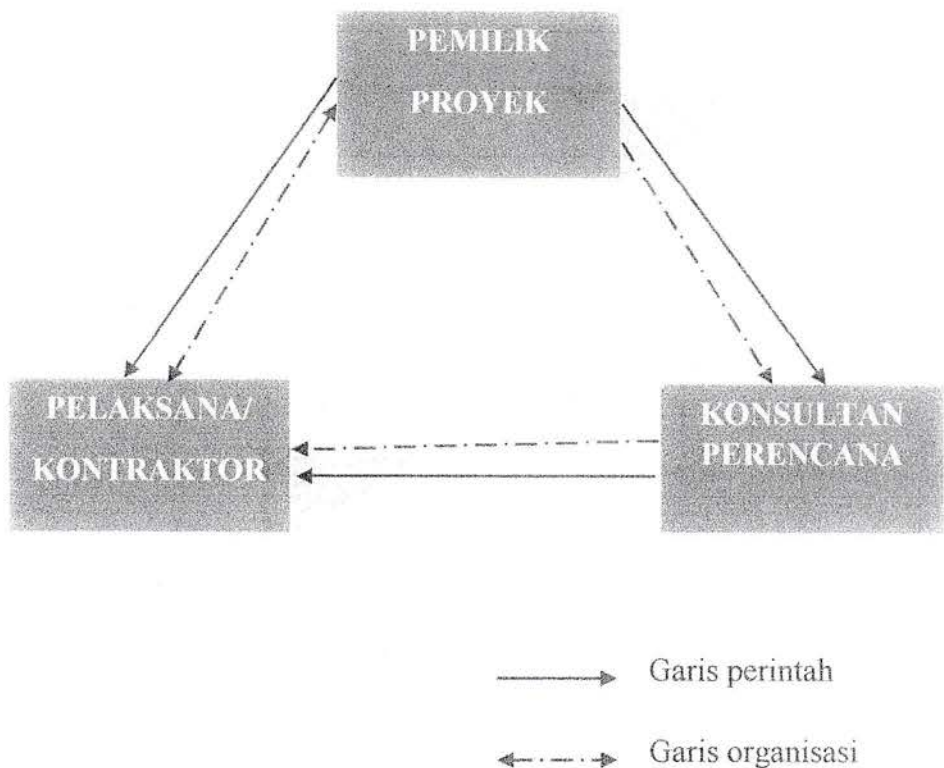 PEMILIK
PROYEK
PELAKSANA/
KONTRAKTOR
KONSULTAN
PERENCANA
Garis perintah
Garis organisasi